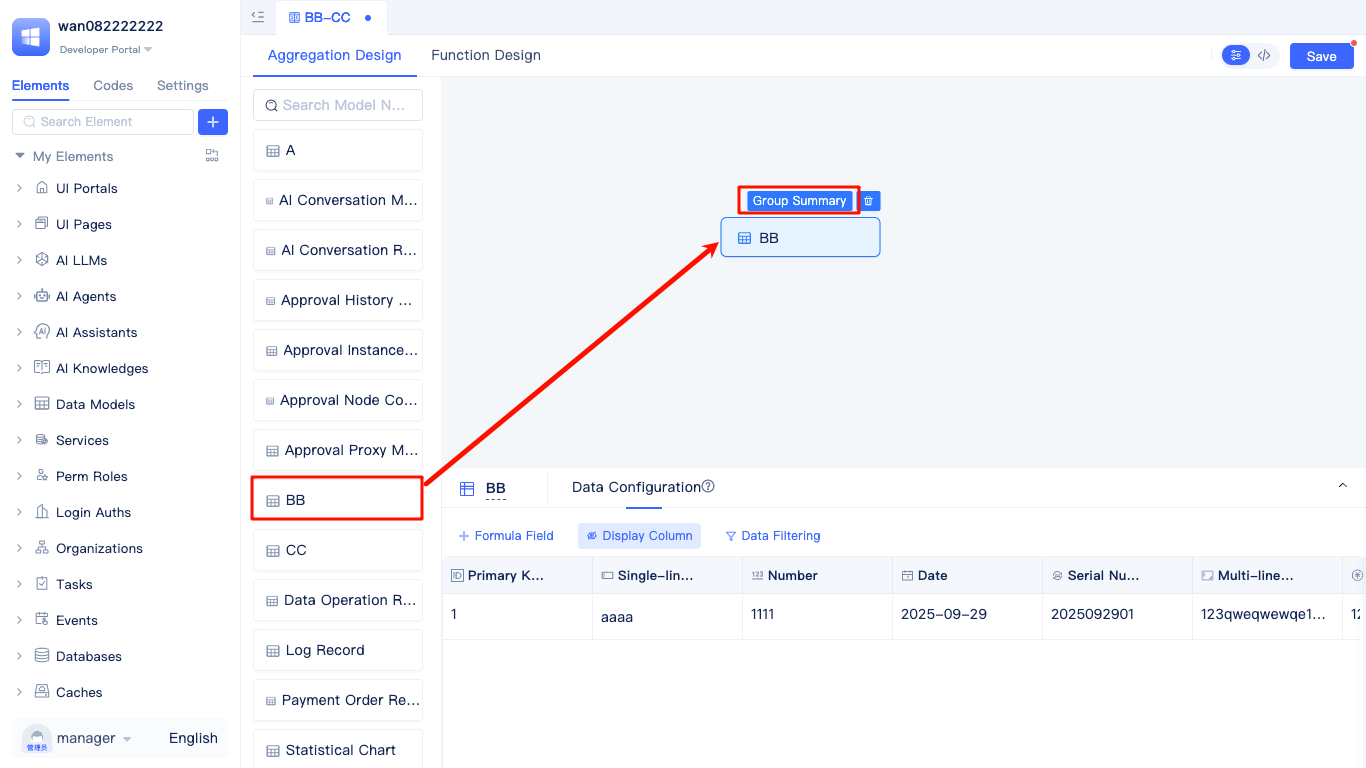 wan082222222
Developer Portal
Elements Codes Settings
Search Element
My Elements
UI Portals
UI Pages
AI LLMs
AI Agents
AI Assistants
AI Knowledges
Data Models
Services
Perm Roles
Login Auths
Organizations
Tasks
Events
Databases
Caches
管理员
manager
English
BB-CC
Aggregation Design Function Design
Save
Search Model N...
A
AI Conversation M...
AI Conversation R...
Approval History ...
Approval Instance...
Approval Node Co...
Approval Proxy M...
BB
CC
Data Operation R...
Log Record
Payment Order Re...
Statistical Chart
Group Summary
BB
BB Data Configuration
Formula Field Display Column Data Filtering
Primary K... Single-lin... Number Date Serial Nu... Multi-line...
1 aaaa 1111 2025-09-29 2025092901 123qweqwewqe1...